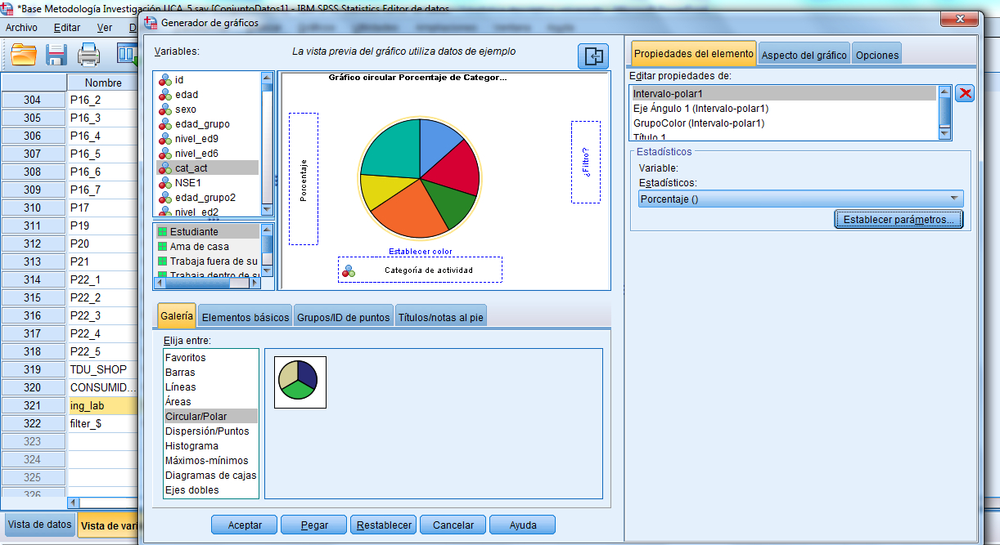 *Base Metodología Investigación UCA_5.sav [ConjuntoDatos1] - IBM SPSS Statistics Editor de datos
Archivo Editar Ver D
Nombre
304 P16_2
305 P16_3
306 P16_4
307 P16_5
308 P16_6
309 P16_7
310 P17
311 P19
312 P20
313 P21
314 P22_1
315 P22_2
316 P22_3
317 P22_4
318 P22_5
319 TDU_SHOP
320 CONSUMID...
321 ing_lab
322 filter_$
323
324
325
326
Vista de datos Vista de vari
Generador de gráficos
Variables:
La vista previa del gráfico utiliza datos de ejemplo
id
edad
sexo
edad_grupo
nivel_ed9
nivel_ed6
cat_act
NSE1
edad_grupo2
nivel_ed2
Estudiante
Ama de casa
Trabaja fuera de su
Trabaja dentro de su
Gráfico circular Porcentaje de Categor...
Porcentaje
¿Filtro?
Establecer color
Categoría de actividad
Galería Elementos básicos Grupos/ID de puntos Títulos/notas al pie
Elija entre:
Favoritos
Barras
Líneas
Áreas
Circular/Polar
Dispersión/Puntos
Histograma
Máximos-mínimos
Diagramas de cajas
Ejes dobles
Aceptar Pegar Restablecer Cancelar Ayuda
Propiedades del elemento Aspecto del gráfico Opciones
Editar propiedades de:
Intervalo-polar1
Eje Ángulo 1 (Intervalo-polar1)
GrupoColor (Intervalo-polar1)
Título 1
Estadísticos
Variable:
Estadísticos:
Porcentaje ()
Establecer parámetros...